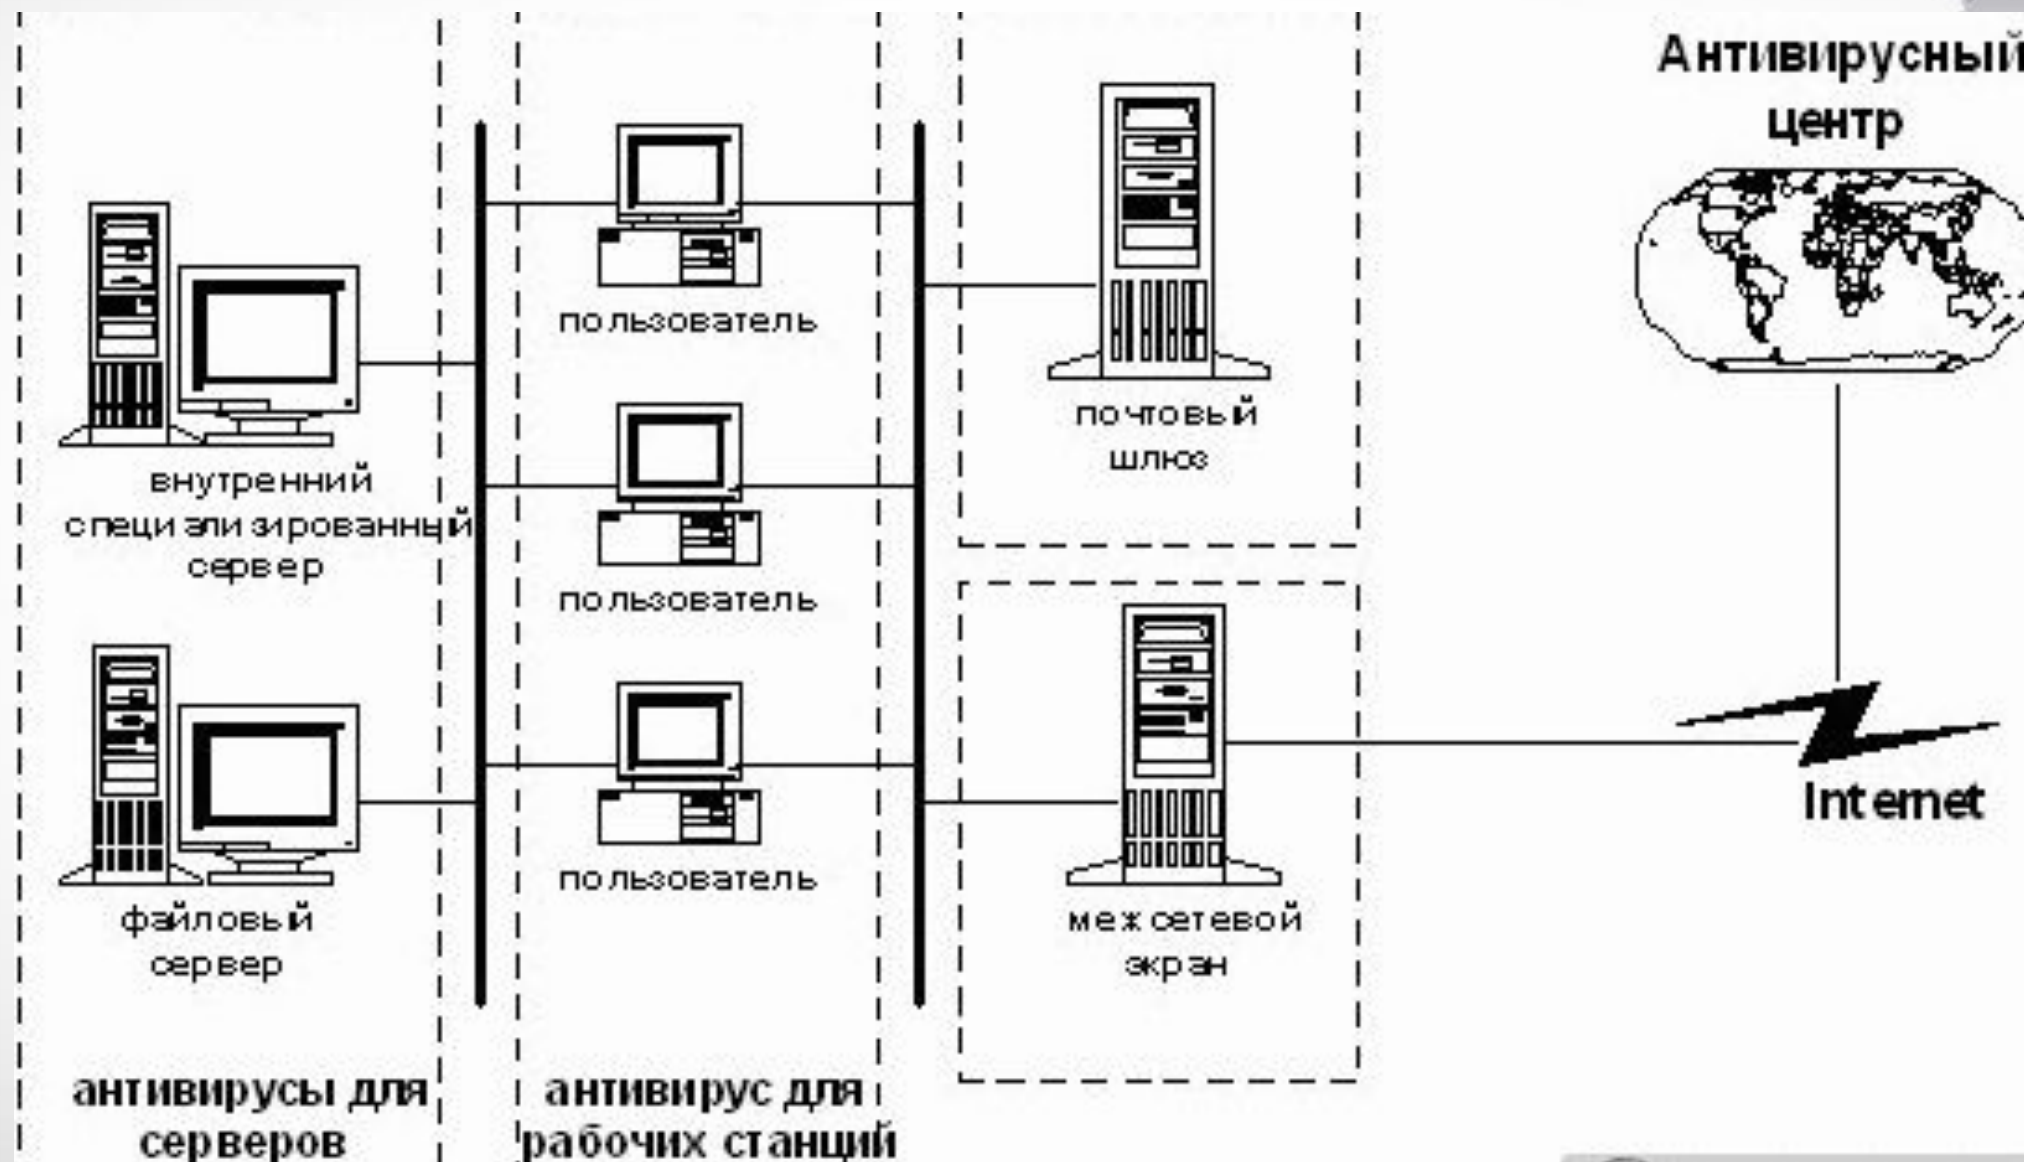 Антивирусный
центр
пользователь
почтовый
шлюз
внутренний
специализированный
сервер
пользователь
Internet
пользователь
файловый
сервер
межсетевой
экран
антивирусы для
серверов
антивирус для
рабочих станций